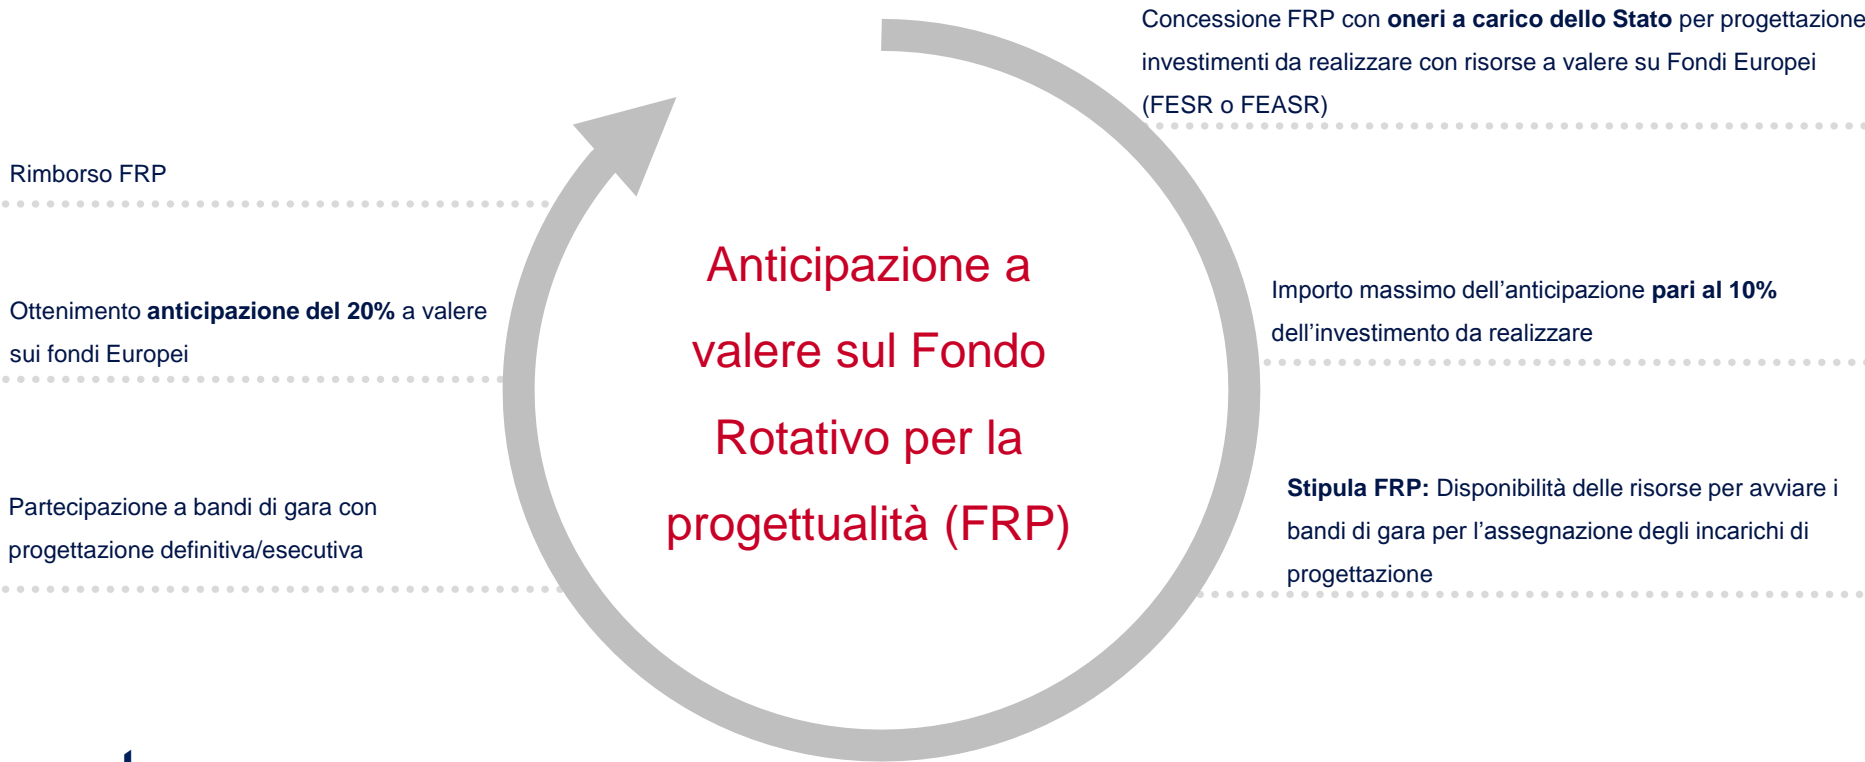 Concessione FRP con oneri a carico dello Stato per progettazione
investimenti da realizzare con risorse a valere su Fondi Europei
(FESR o FEASR)
Importo massimo dell’anticipazione pari al 10%
dell’investimento da realizzare
Stipula FRP: Disponibilità delle risorse per avviare i
bandi di gara per l’assegnazione degli incarichi di
progettazione
Partecipazione a bandi di gara con
progettazione definitiva/esecutiva
Ottenimento anticipazione del 20% a valere
sui fondi Europei
Rimborso FRP
Anticipazione a
valere sul Fondo
Rotativo per la
progettualità (FRP)